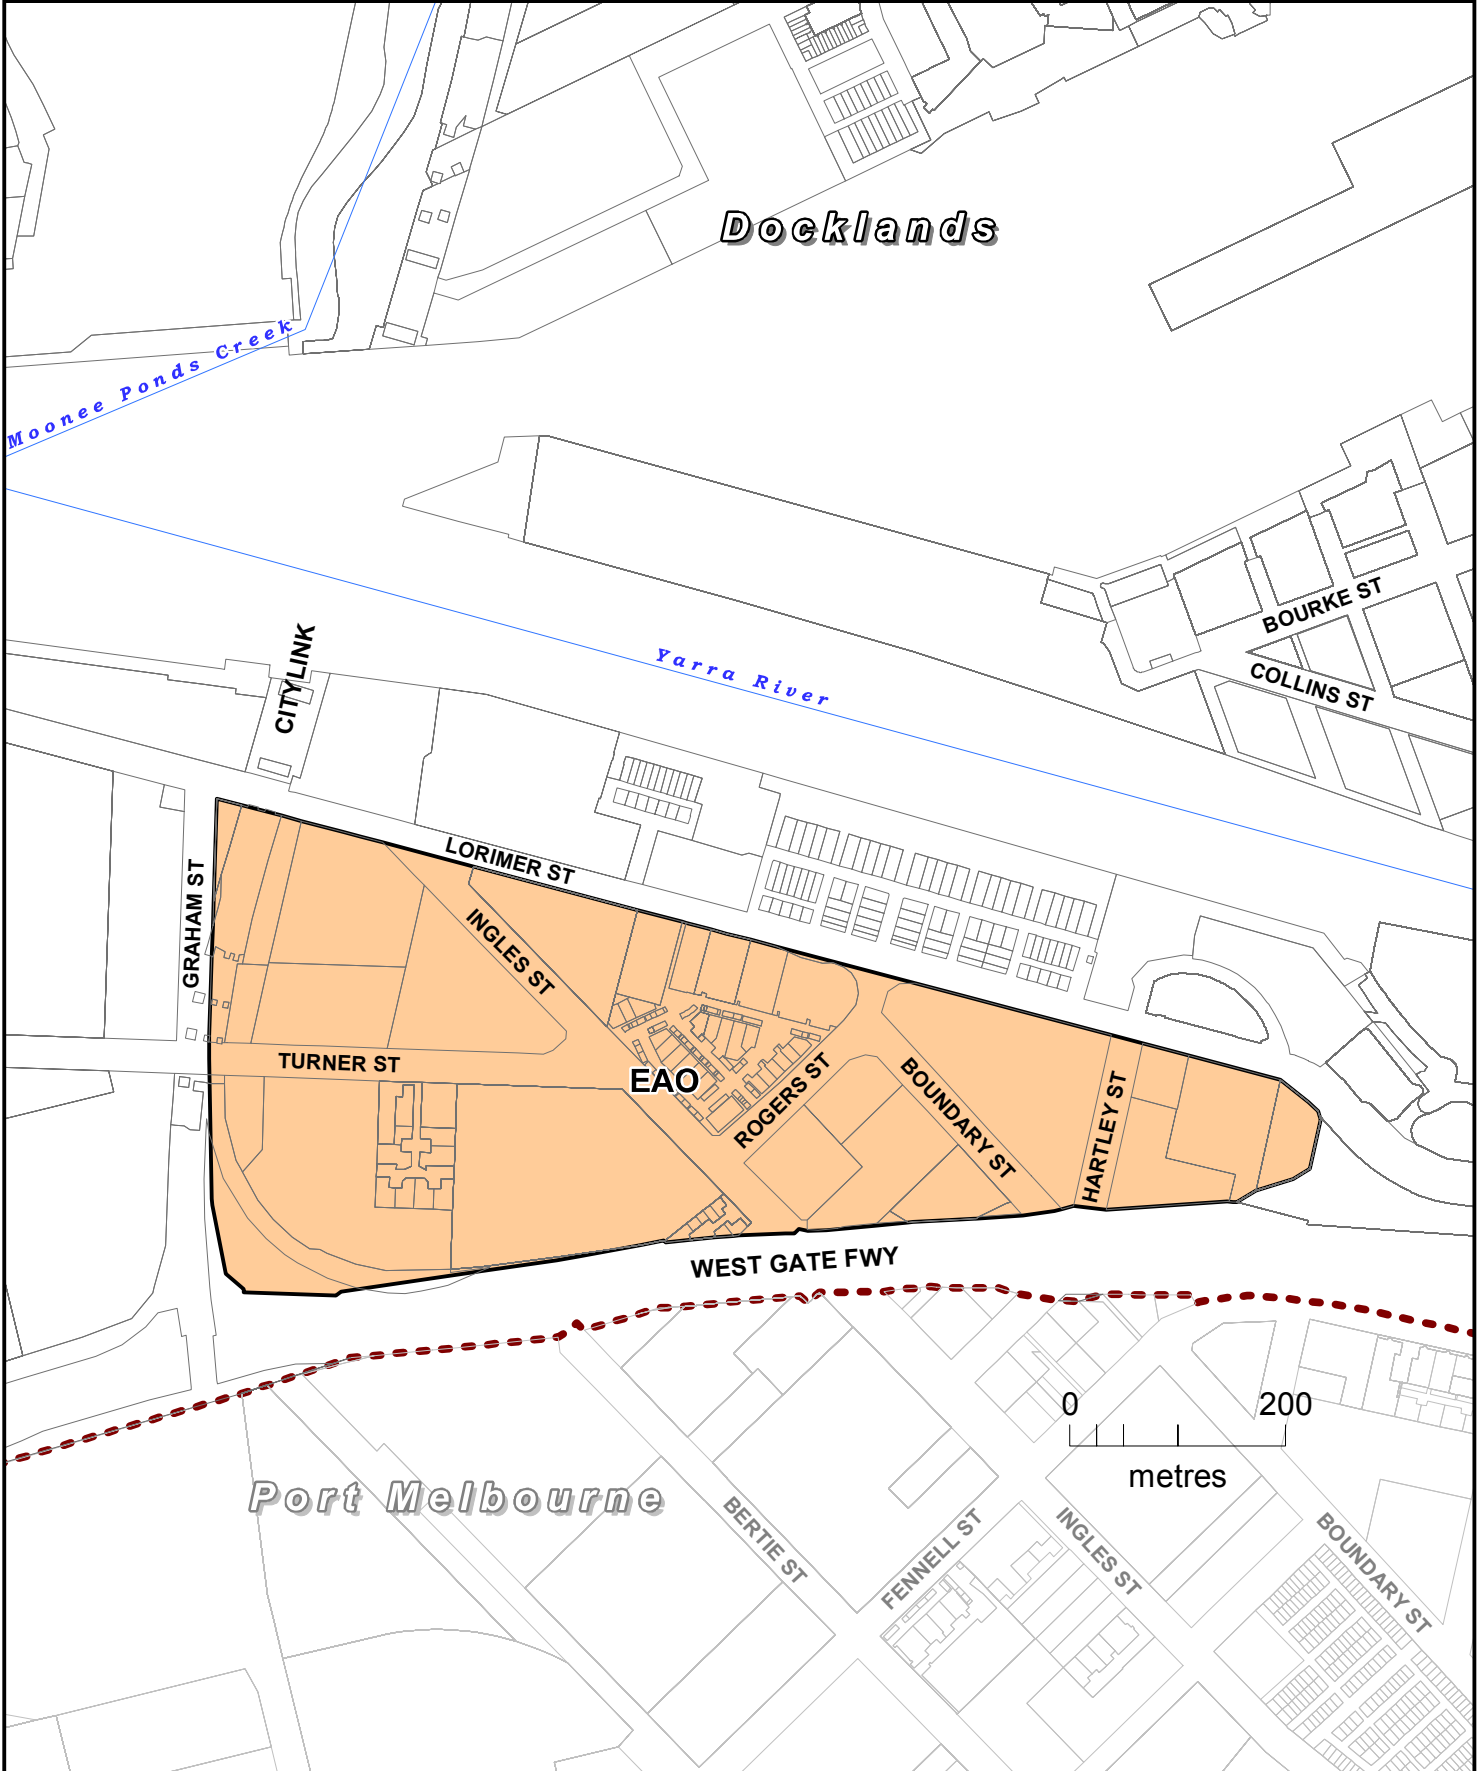 Docklands
Moonee Ponds Creek
BOURKE ST
CITYLINK
Yarra River
COLLINS ST
LORIMER ST
GRAHAM ST
INGLES ST
TURNER ST
EAO
ROGERS ST
BOUNDARY ST
HARTLEY ST
WEST GATE FWY
0 200
metres
Port Melbourne
BERTIE ST
FENNELL ST
INGLES ST
BOUNDARY ST